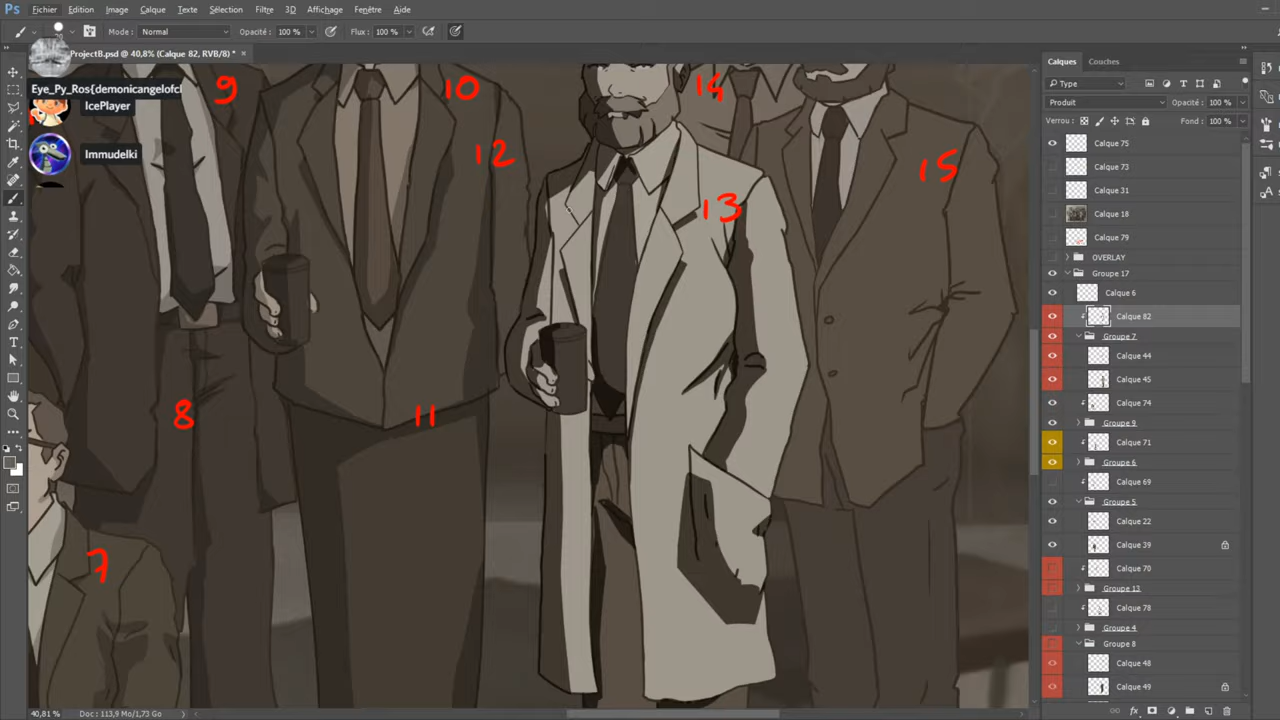 Ps Fichier Edition Image Calque Texte Sélection Filtre 3D Affichage Fenêtre Aide
Mode : Normal Opacité : 100 % Flux : 100 %
ProjectB.psd @ 40,8% (Calque 82, RVB/8) * ×
Eye_Py_Ros{demonicangelofcl
IcePlayer
Immudelki
9
10
14
12
15
13
8
11
7
Calques Couches
Type
Produit Opacité : 100 %
Verrou : Fond : 100 %
Calque 75
Calque 73
Calque 31
Calque 18
Calque 79
OVERLAY
Groupe 17
Calque 6
Calque 82
Groupe 7
Calque 44
Calque 45
Calque 74
Groupe 9
Calque 71
Groupe 6
Calque 69
Groupe 5
Calque 22
Calque 39
Calque 70
Groupe 13
Calque 78
Groupe 4
Groupe 8
Calque 48
Calque 49
40,81 % Doc : 113,9 Mo/1,73 Go